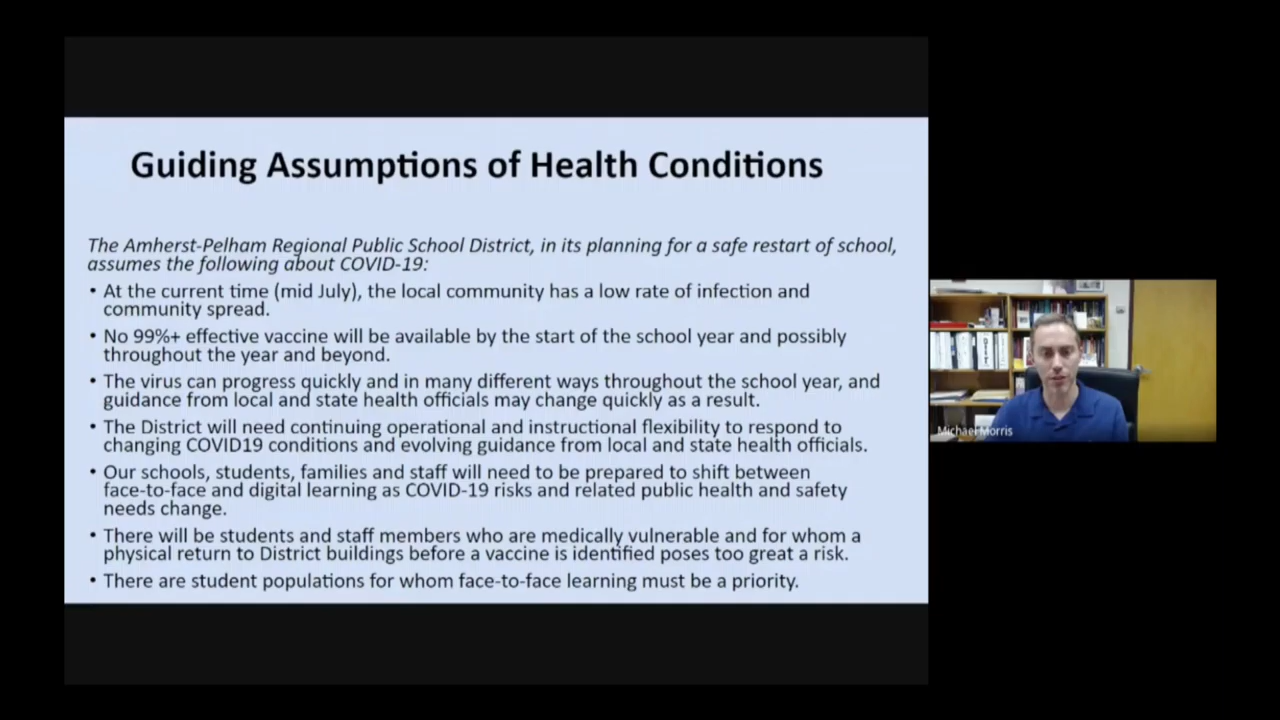 Guiding Assumptions of Health Conditions
The Amherst-Pelham Regional Public School District, in its planning for a safe restart of school,
assumes the following about COVID-19:
• At the current time (mid July), the local community has a low rate of infection and
community spread.
• No 99%+ effective vaccine will be available by the start of the school year and possibly
throughout the year and beyond.
• The virus can progress quickly and in many different ways throughout the school year, and
guidance from local and state health officials may change quickly as a result.
• The District will need continuing operational and instructional flexibility to respond to
changing COVID19 conditions and evolving guidance from local and state health officials.
• Our schools, students, families and staff will need to be prepared to shift between
face-to-face and digital learning as COVID-19 risks and related public health and safety
needs change.
• There will be students and staff members who are medically vulnerable and for whom a
physical return to District buildings before a vaccine is identified poses too great a risk.
• There are student populations for whom face-to-face learning must be a priority.
Michael Morris